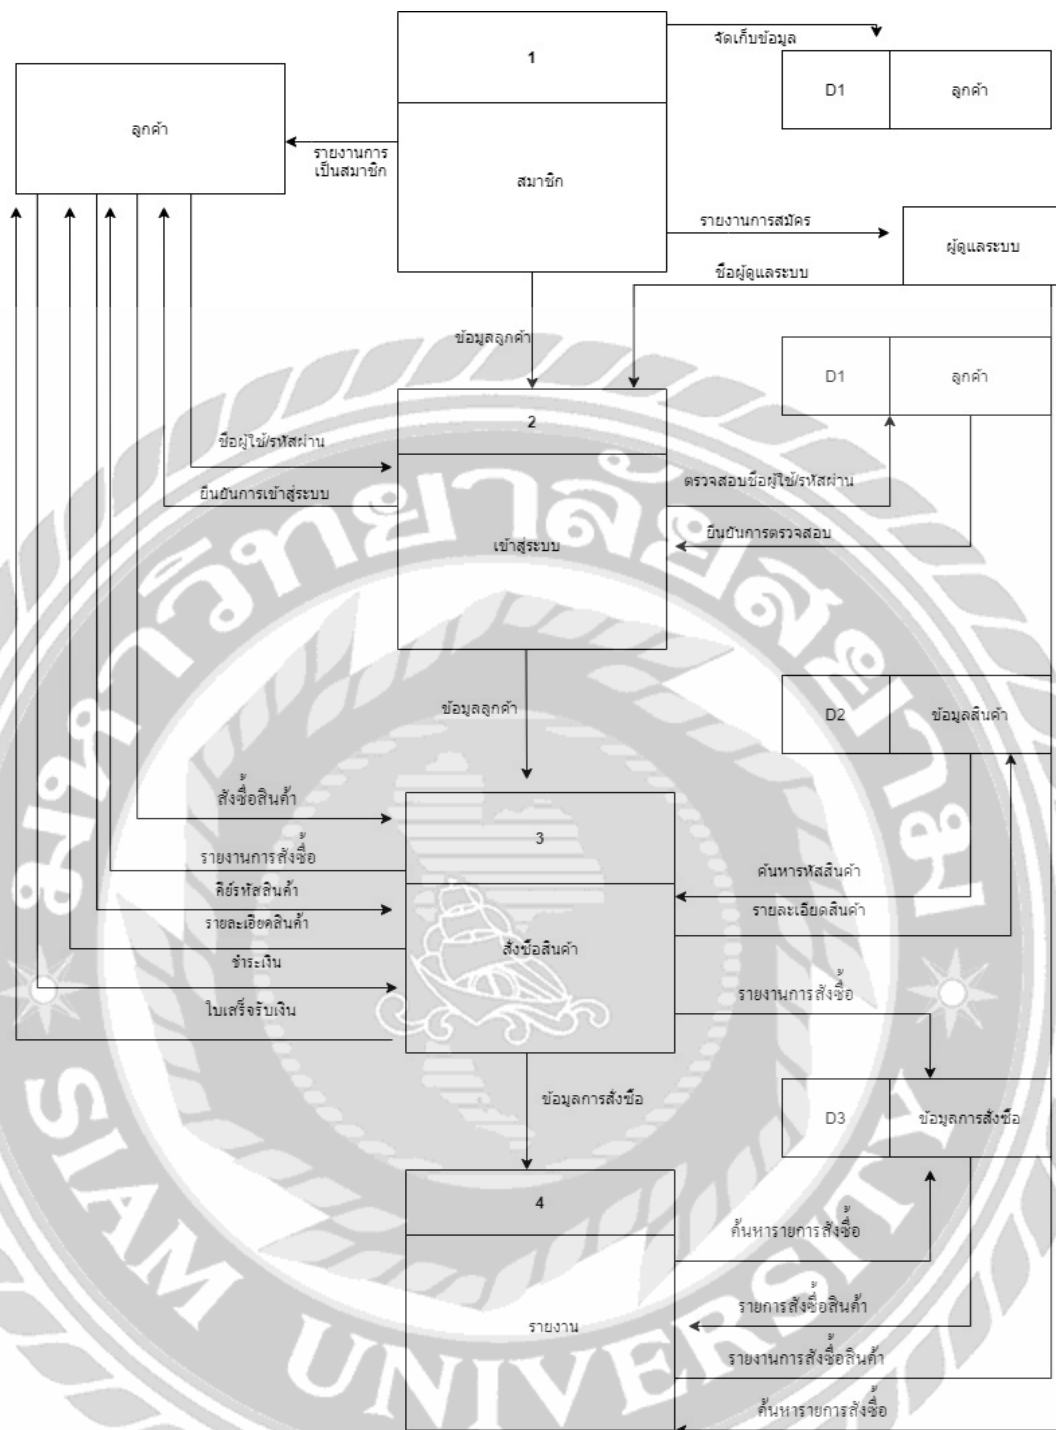 1
จัดเก็บข้อมูล
D1
ลูกค้า
ลูกค้า
รายงานการ
เป็นสมาชิก
สมาชิก
รายงานการสมัคร
ผู้ดูแลระบบ
ชื่อผู้ดูแลระบบ
ข้อมูลลูกค้า
D1
ลูกค้า
2
ชื่อผู้ใช้/รหัสผ่าน
ตรวจสอบชื่อผู้ใช้/รหัสผ่าน
ยืนยันการเข้าสู่ระบบ
ยืนยันการตรวจสอบ
เข้าสู่ระบบ
ข้อมูลลูกค้า
D2
ข้อมูลสินค้า
สั่งซื้อสินค้า
3
รายงานการสั่งซื้อ
ค้นหารหัสสินค้า
คีย์รหัสสินค้า
รายละเอียดสินค้า
รายละเอียดสินค้า
สั่งซื้อสินค้า
ชำระเงิน
รายงานการสั่งซื้อ
ใบเสร็จรับเงิน
ข้อมูลการสั่งซื้อ
D3
ข้อมูลการสั่งซื้อ
4
ค้นหารายการสั่งซื้อ
รายการสั่งซื้อสินค้า
รายงาน
รายงานการสั่งซื้อสินค้า
ค้นหารายการสั่งซื้อ
มหาวิทยาลัยสยาม
SIAM UNIVERSITY